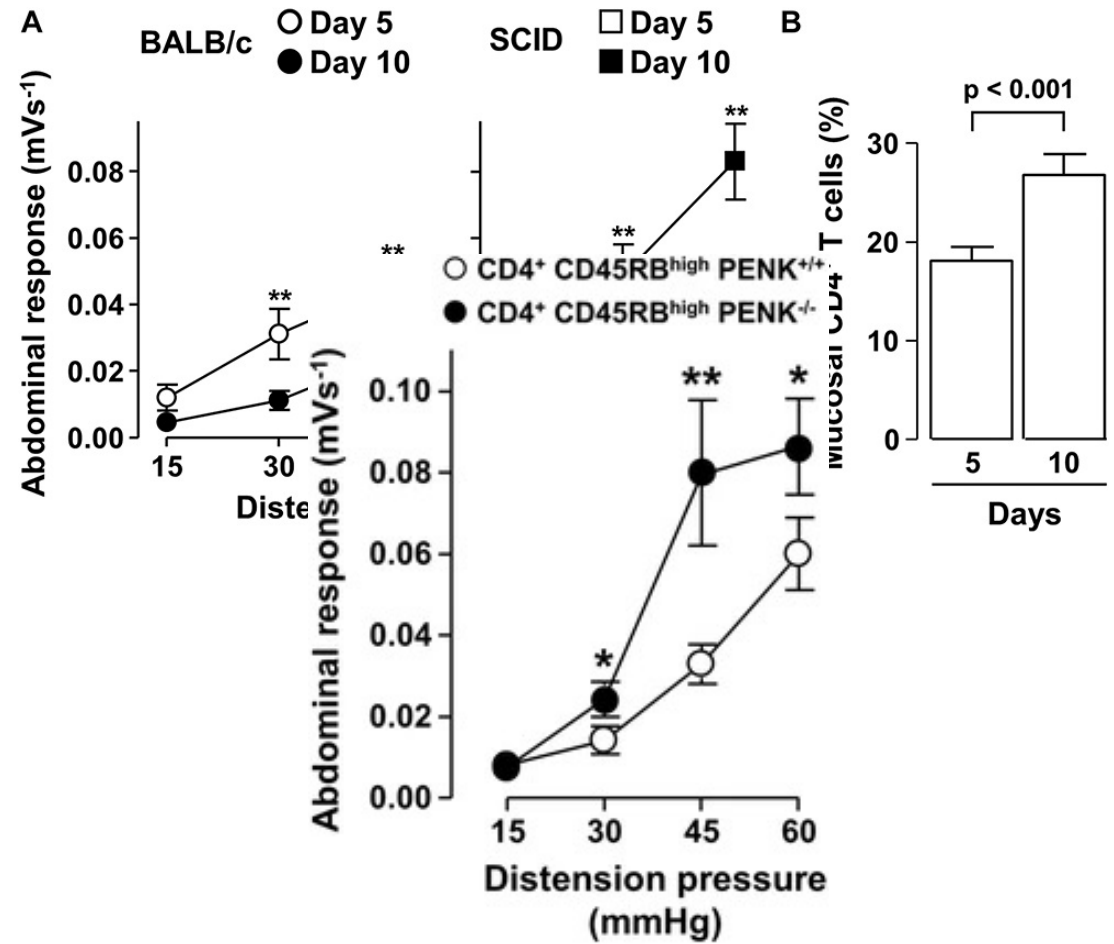 A
BALB/c
Day 5
Day 10
SCID
Day 5
Day 10
B
Abdominal response (mVs-1)
0.08
0.06
0.04
0.02
0.00
**
**
**
**
15
30
CD4+ CD45RBhigh PENK+/+
CD4+ CD45RBhigh PENK-/-
Abdominal response (mVs-1)
0.10
0.08
0.06
0.04
0.02
0.00
*
**
*
15
30
45
60
Distension pressure
(mmHg)
Mucosal CD4+ T cells (%)
p < 0.001
30
20
10
0
5
10
Days